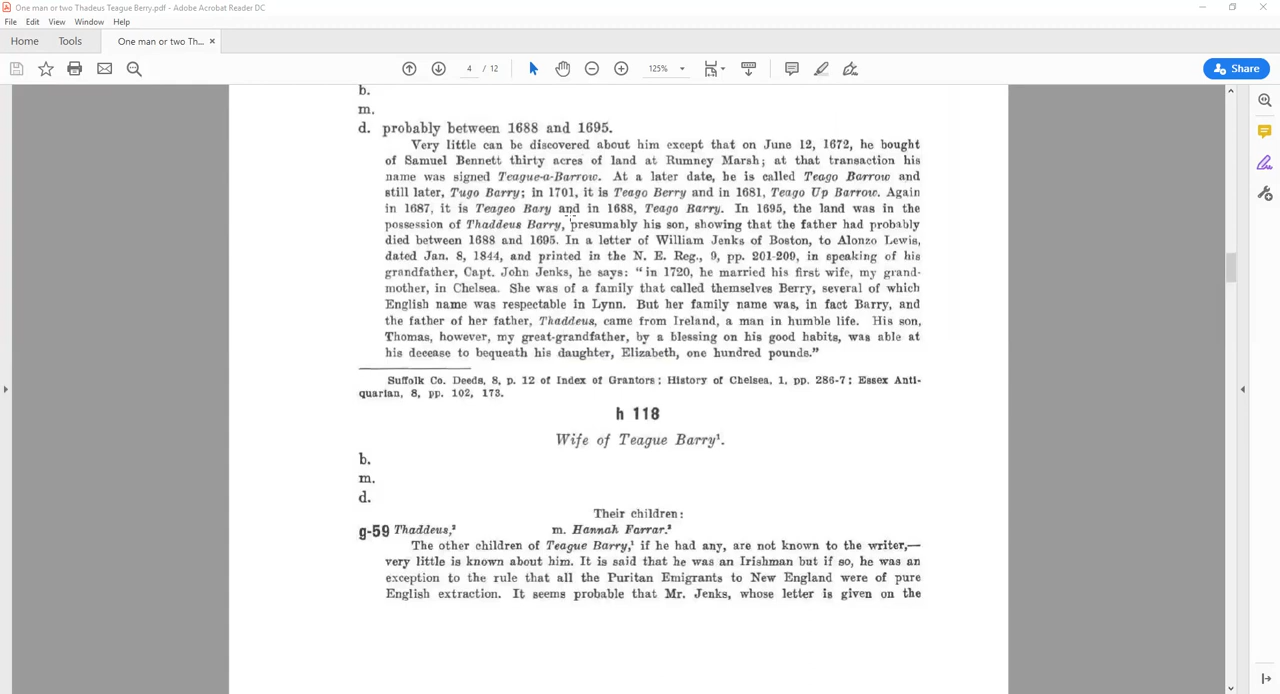 One man or two Thadeus Teague Berry.pdf - Adobe Acrobat Reader DC
File Edit View Window Help
Home Tools One man or two Th... ×
4 / 12 125% Share
b.
m.
d. probably between 1688 and 1695.
Very little can be discovered about him except that on June 12, 1672, he bought
of Samuel Bennett thirty acres of land at Rumney Marsh; at that transaction his
name was signed Teague-a-Barrow. At a later date, he is called Teago Barrow and
still later, Tugo Barry; in 1701, it is Teago Berry and in 1681, Teago Up Barrow. Again
in 1687, it is Teageo Bary and in 1688, Teago Barry. In 1695, the land was in the
possession of Thaddeus Barry, presumably his son, showing that the father had probably
died between 1688 and 1695. In a letter of William Jenks of Boston, to Alonzo Lewis,
dated Jan. 8, 1844, and printed in the N. E. Reg., 9, pp. 201-209, in speaking of his
grandfather, Capt. John Jenks, he says: “in 1720, he married his first wife, my grand-
mother, in Chelsea. She was of a family that called themselves Berry, several of which
English name was respectable in Lynn. But her family name was, in fact Barry, and
the father of her father, Thaddeus, came from Ireland, a man in humble life. His son,
Thomas, however, my great-grandfather, by a blessing on his good habits, was able at
his decease to bequeath his daughter, Elizabeth, one hundred pounds.”
Suffolk Co. Deeds, 8, p. 12 of Index of Grantors; History of Chelsea, 1, pp. 286-7; Essex Anti-
quarian, 8, pp. 102, 173.
h 118
Wife of Teague Barry¹.
b.
m.
d.
Their children:
g-59 Thaddeus,² m. Hannah Farrar.²
The other children of Teague Barry,¹ if he had any, are not known to the writer,—
very little is known about him. It is said that he was an Irishman but if so, he was an
exception to the rule that all the Puritan Emigrants to New England were of pure
English extraction. It seems probable that Mr. Jenks, whose letter is given on the